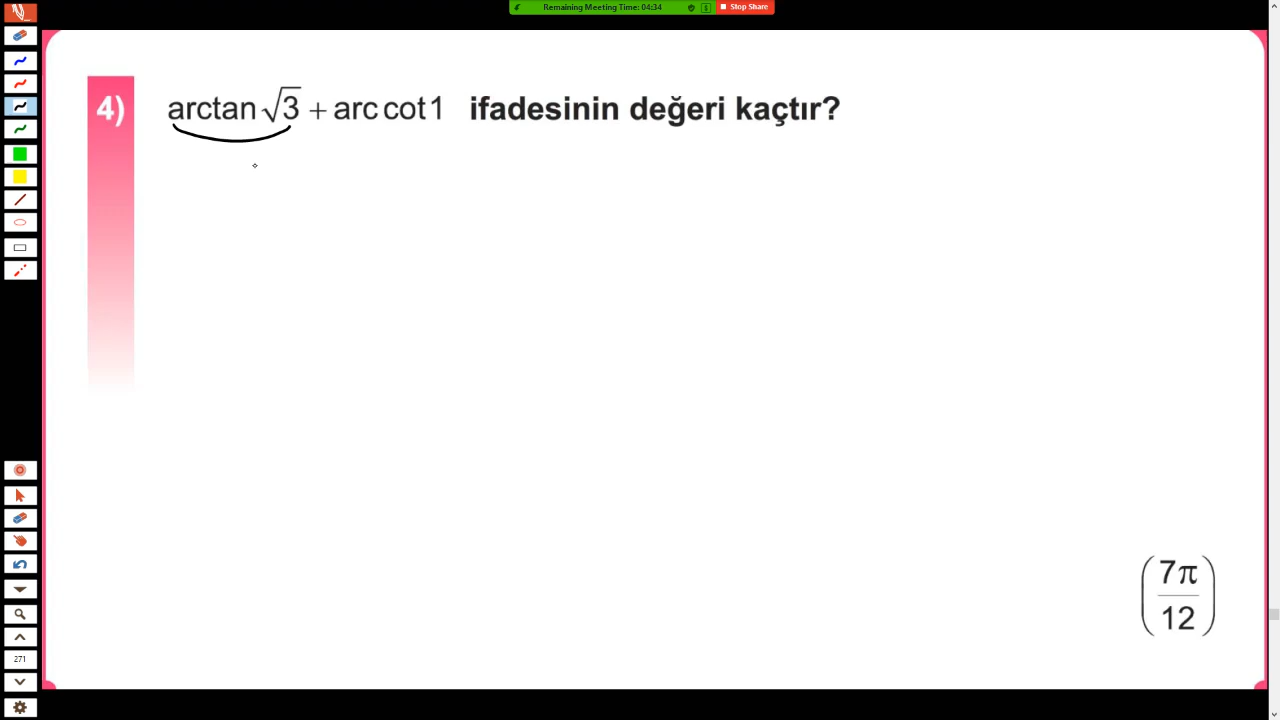 Remaining Meeting Time: 04:34
Stop Share
4) arctan √3 + arc cot 1 ifadesinin değeri kaçtır?
271
(7π/12)